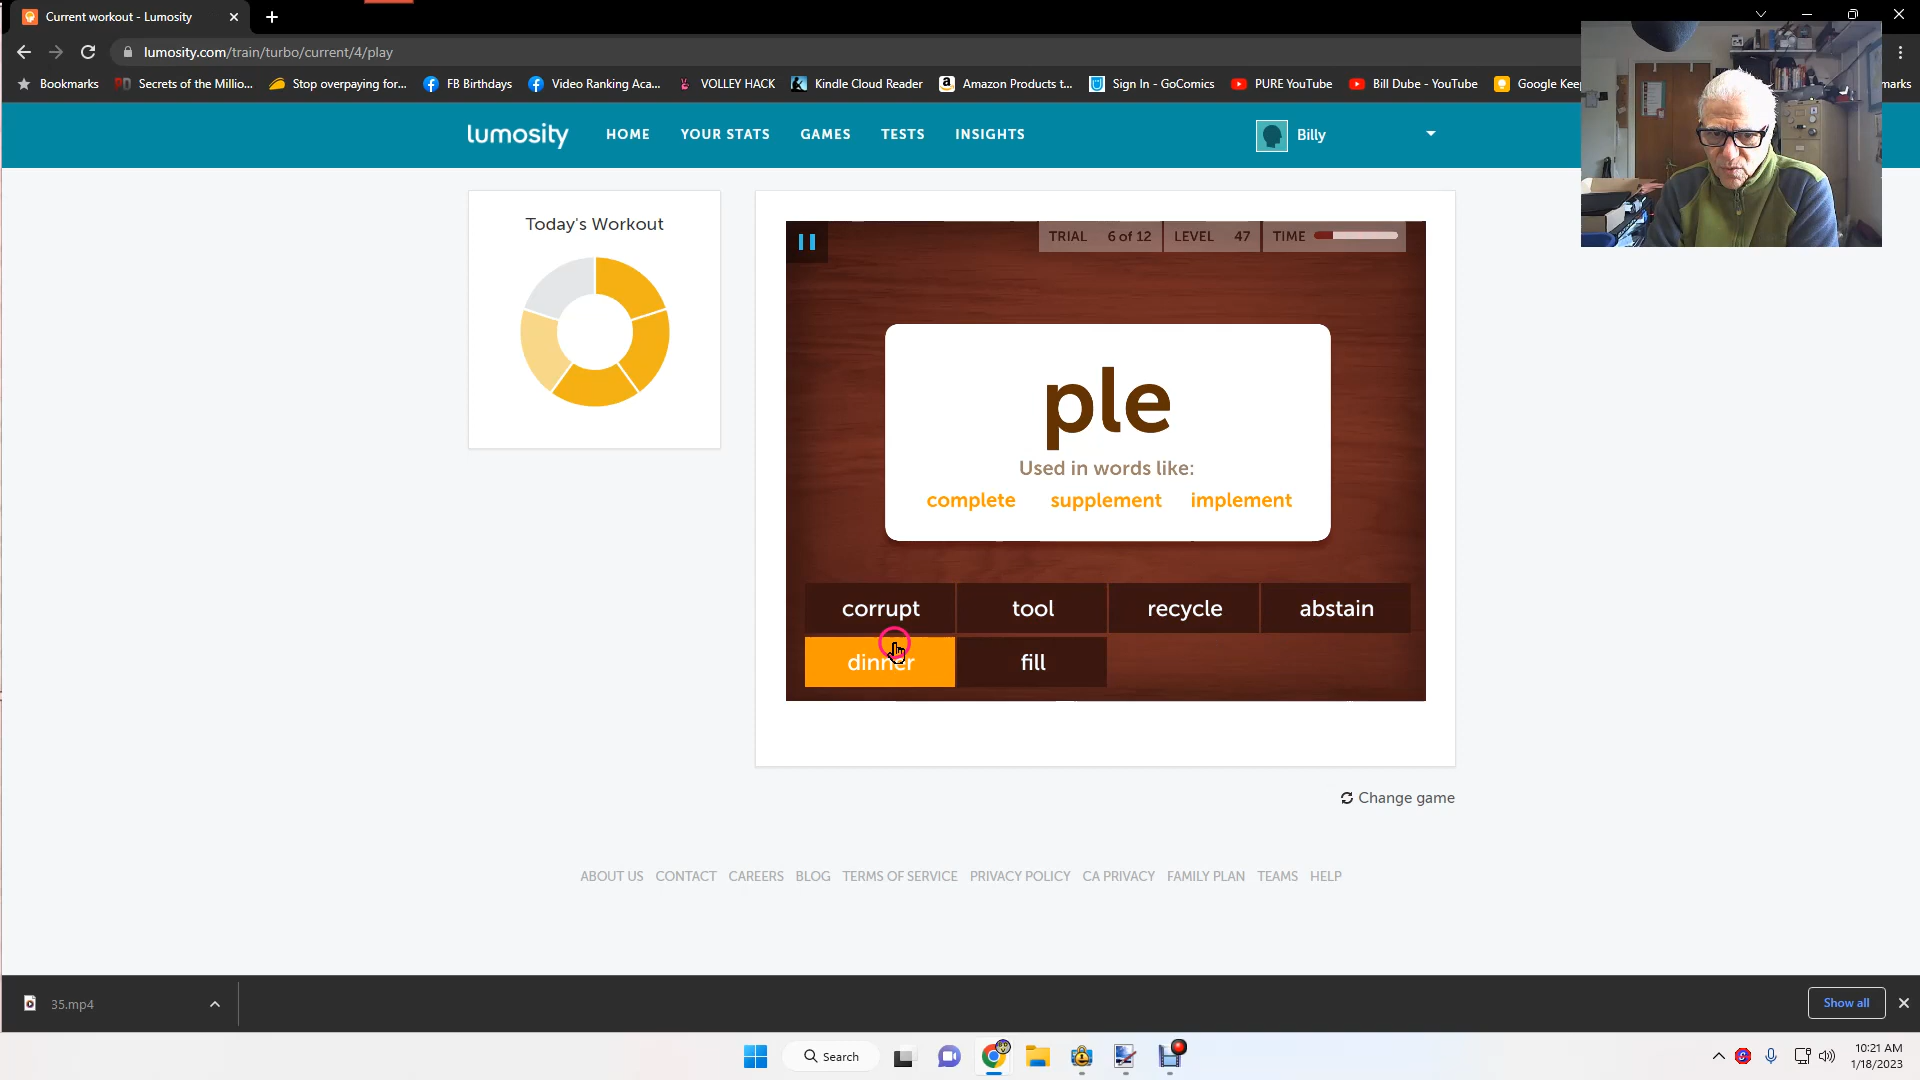 Current workout - Lumosity
lumosity.com/train/turbo/current/4/play
Bookmarks Secrets of the Millio... Stop overpaying for... FB Birthdays Video Ranking Aca... VOLLEY HACK Kindle Cloud Reader Amazon Products t... Sign In - GoComics PURE YouTube Bill Dube - YouTube Google Keep marks
lumosity HOME YOUR STATS GAMES TESTS INSIGHTS Billy
Today's Workout
TRIAL 6 of 12 LEVEL 47 TIME
ple
Used in words like:
complete supplement implement
corrupt tool recycle abstain
dinner fill
Change game
ABOUT US CONTACT CAREERS BLOG TERMS OF SERVICE PRIVACY POLICY CA PRIVACY FAMILY PLAN TEAMS HELP
35.mp4
Show all
Search
10:21 AM
1/18/2023